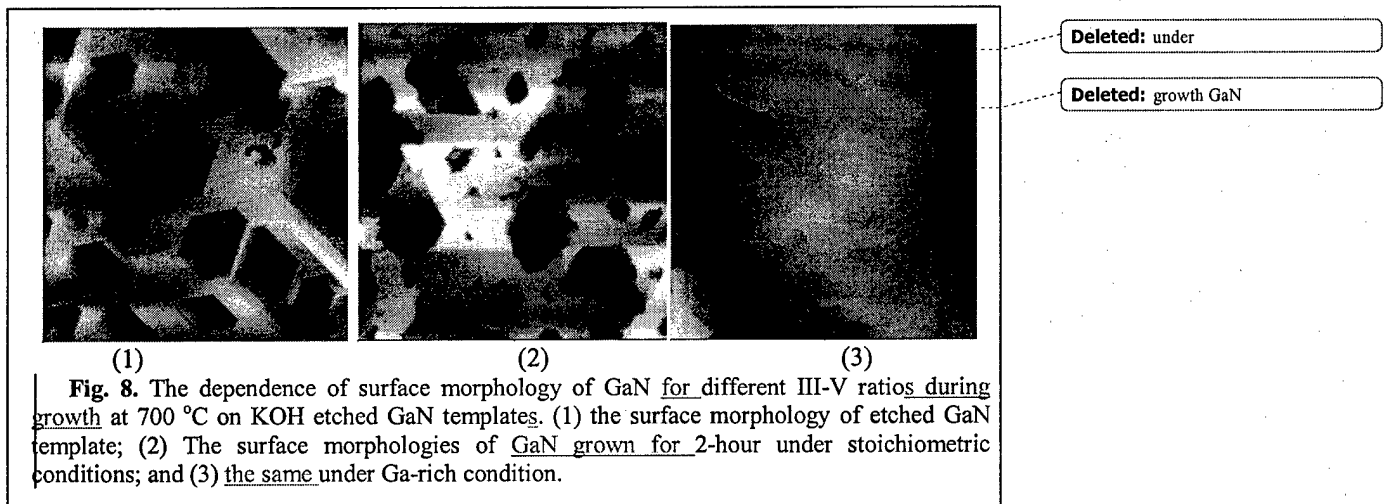 Deleted: under
Deleted: growth GaN
(1) (2) (3)
Fig. 8. The dependence of surface morphology of GaN for different III-V ratios during
growth at 700 °C on KOH etched GaN templates. (1) the surface morphology of etched GaN
template; (2) The surface morphologies of GaN grown for 2-hour under stoichiometric
conditions; and (3) the same under Ga-rich condition.